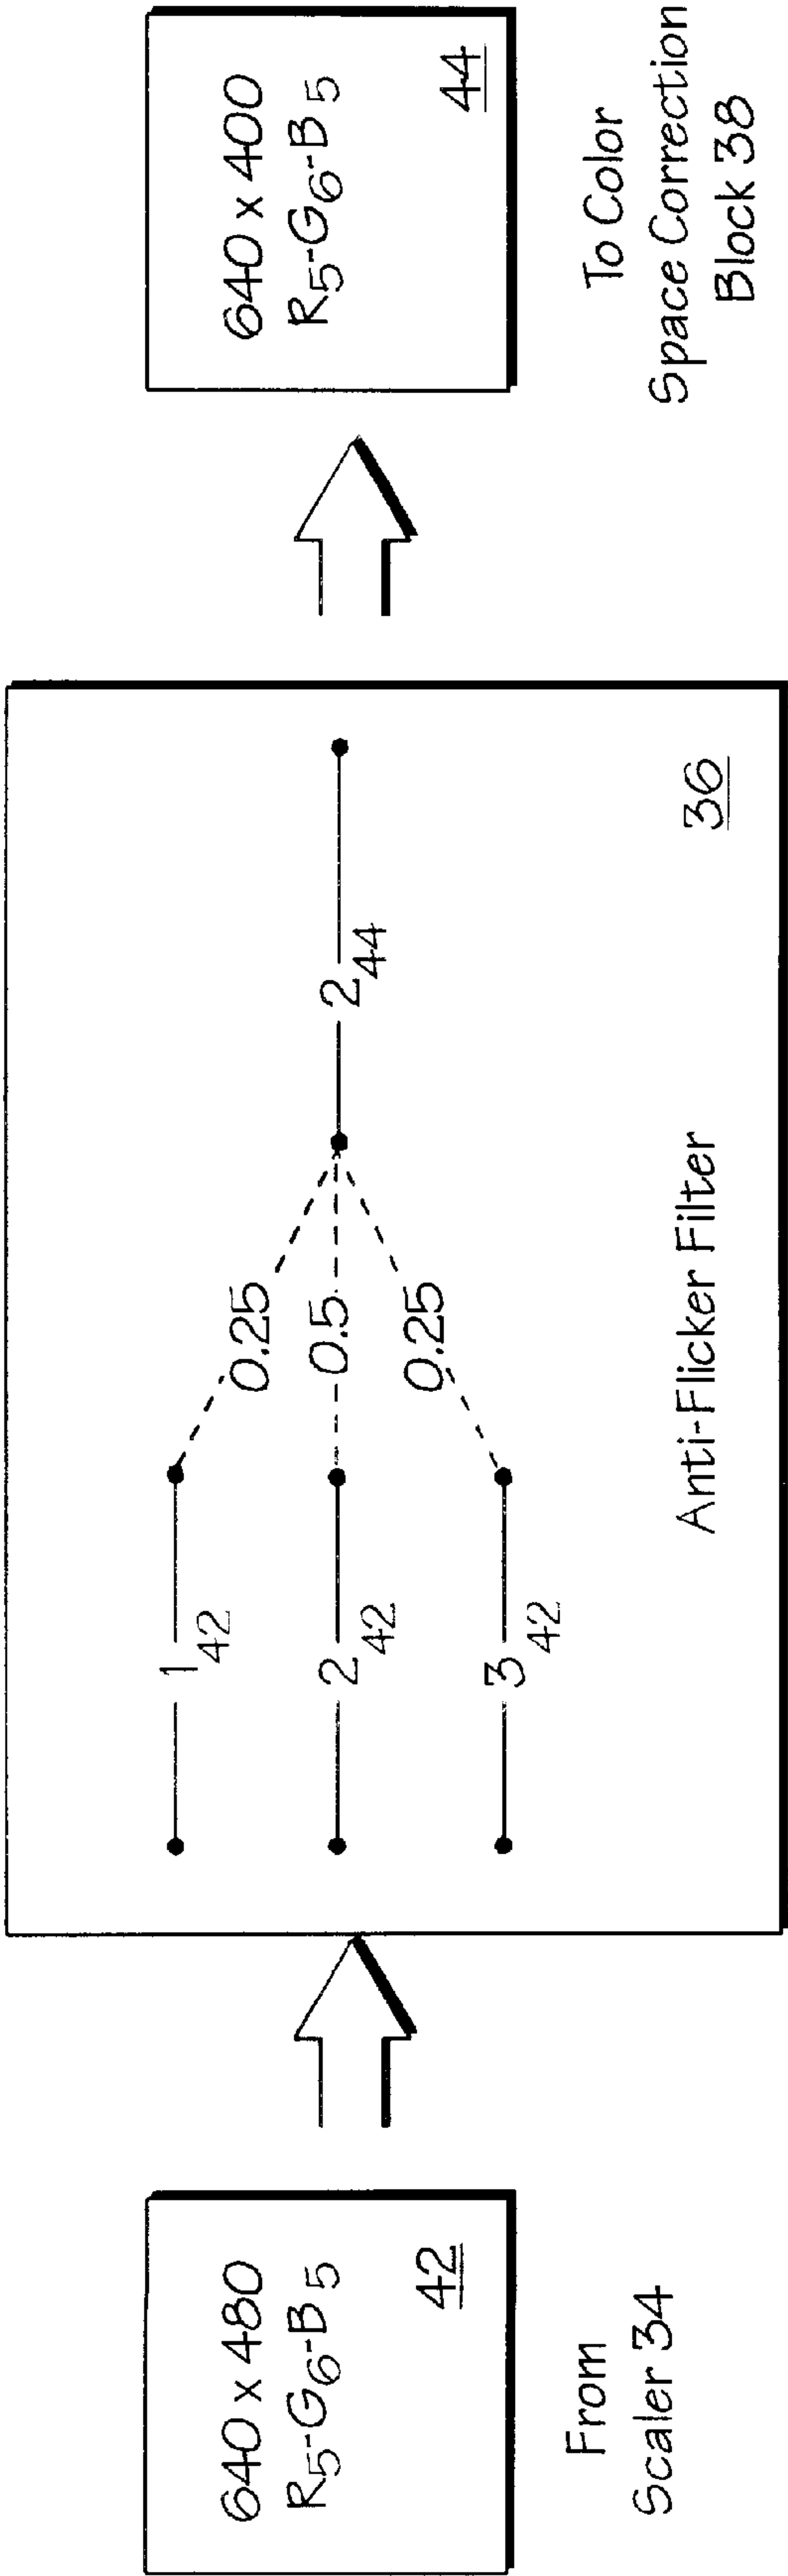 640 x 480
R5-G6-B5
42
From
Scaler 34
1 42
2 42
3 42
0.25
0.5
0.25
2 44
Anti-Flicker Filter
36
640 x 400
R5-G6-B5
44
To Color
Space Correction
Block 38